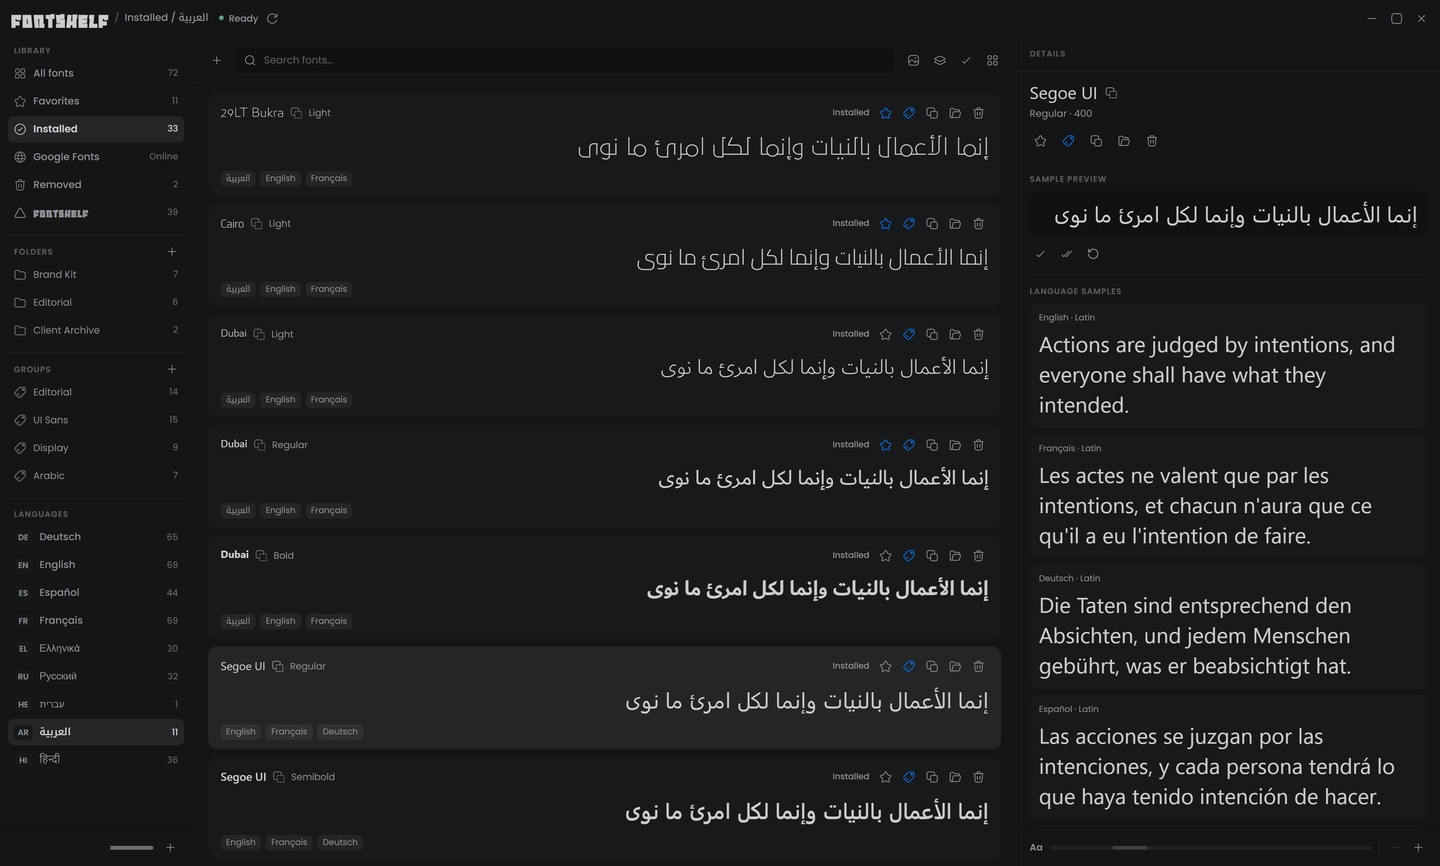 FONTSHELF / Installed / العربية Ready
LIBRARY
All fonts 72
Favorites 11
Installed 33
Google Fonts Online
Removed 2
FONTSHELF 39
FOLDERS
Brand Kit 7
Editorial 6
Client Archive 2
GROUPS
Editorial 14
UI Sans 15
Display 9
Arabic 7
LANGUAGES
DE Deutsch 65
EN English 69
ES Español 44
FR Français 69
EL Ελληνικά 30
RU Русский 32
HE עברית 1
AR العربية 11
HI हिन्दी 36
Search fonts...
29LT Bukra Light Installed
إنما الأعمال بالنيات وإنما لكل امرئ ما نوى
العربية English Français
Cairo Light Installed
إنما الأعمال بالنيات وإنما لكل امرئ ما نوى
العربية English Français
Dubai Light Installed
إنما الأعمال بالنيات وإنما لكل امرئ ما نوى
العربية English Français
Dubai Regular Installed
إنما الأعمال بالنيات وإنما لكل امرئ ما نوى
العربية English Français
Dubai Bold Installed
إنما الأعمال بالنيات وإنما لكل امرئ ما نوى
العربية English Français
Segoe UI Regular Installed
إنما الأعمال بالنيات وإنما لكل امرئ ما نوى
English Français Deutsch
Segoe UI Semibold Installed
إنما الأعمال بالنيات وإنما لكل امرئ ما نوى
English Français Deutsch
DETAILS
Segoe UI
Regular · 400
SAMPLE PREVIEW
إنما الأعمال بالنيات وإنما لكل امرئ ما نوى
LANGUAGE SAMPLES
English · Latin
Actions are judged by intentions, and
everyone shall have what they
intended.
Français · Latin
Les actes ne valent que par les
intentions, et chacun n'aura que ce
qu'il a eu l'intention de faire.
Deutsch · Latin
Die Taten sind entsprechend den
Absichten, und jedem Menschen
gebührt, was er beabsichtigt hat.
Español · Latin
Las acciones se juzgan por las
intenciones, y cada persona tendrá lo
que haya tenido intención de hacer.
Aa